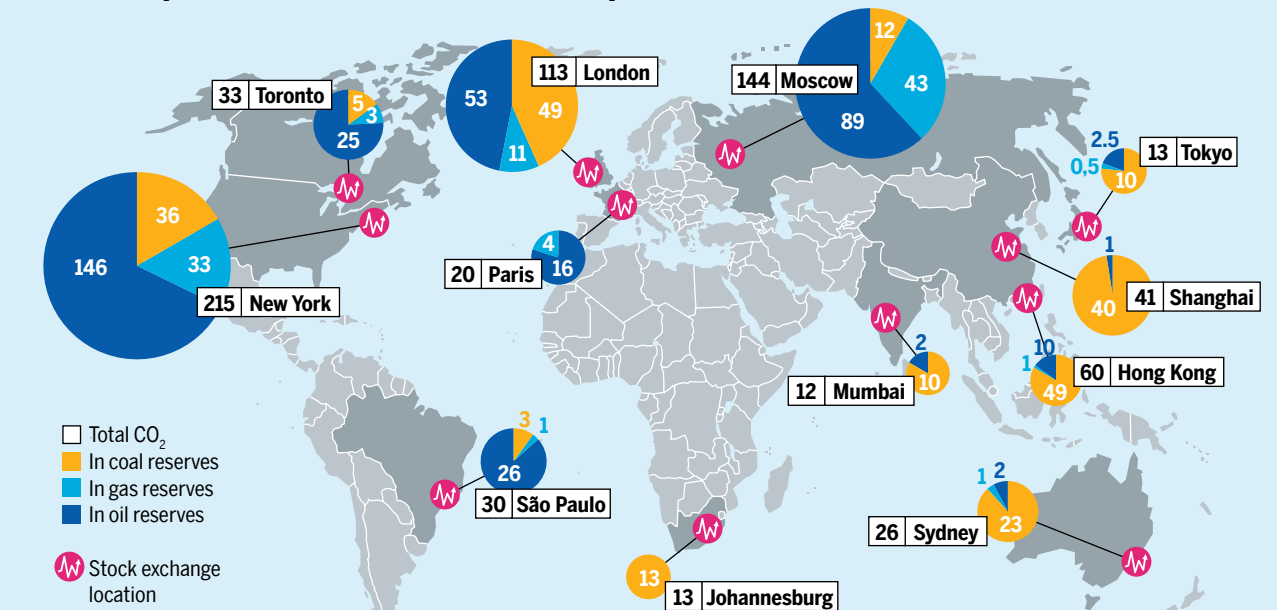 12
113 London
33 Toronto
144 Moscow
43
53
49
5
3
89
25
11
2.5
13 Tokyo
0,5
10
36
4
16
1
146
33
20 Paris
40
41 Shanghai
215 New York
2
10
1
60 Hong Kong
12 Mumbai
10
49
3
1
Total CO2
In coal reserves
26
1
2
In gas reserves
30 São Paulo
In oil reserves
26 Sydney
23
Stock exchange
location
13
13 Johannesburg